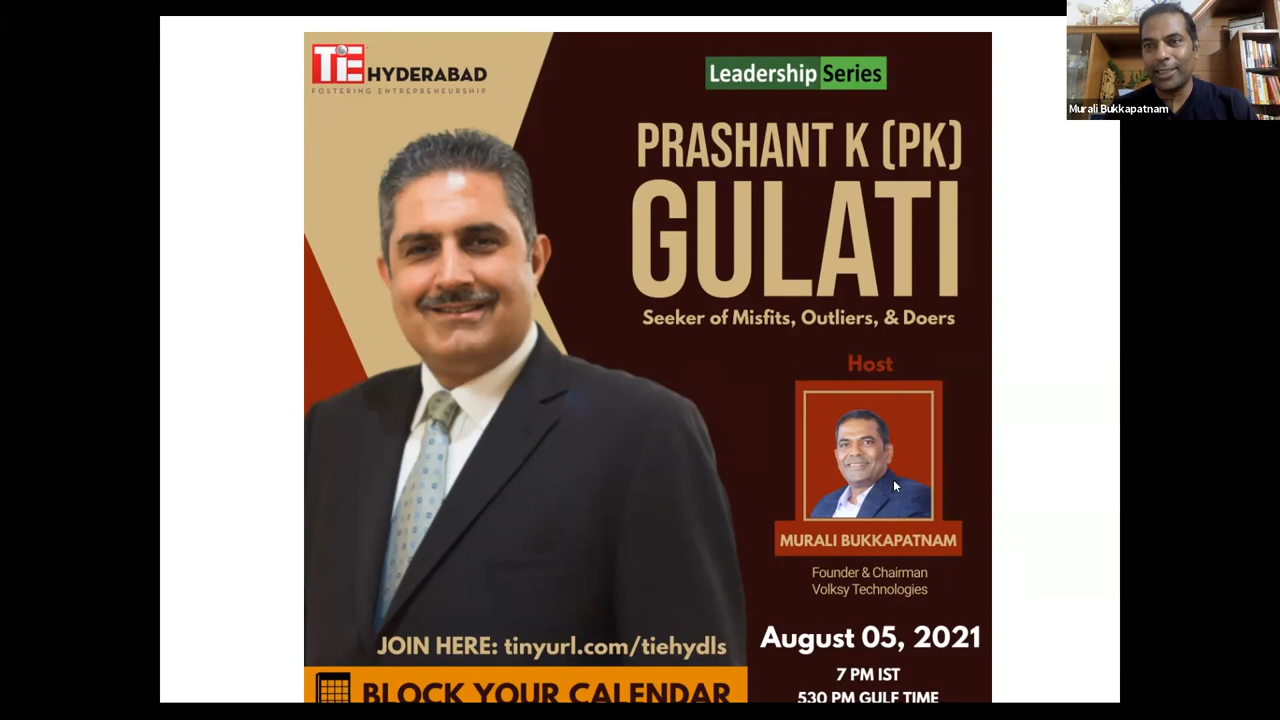 TiE HYDERABAD
FOSTERING ENTREPRENEURSHIP
Leadership Series
PRASHANT K (PK)
GULATI
Seeker of Misfits, Outliers, & Doers
Host
MURALI BUKKAPATNAM
Founder & Chairman
Volksy Technologies
JOIN HERE: tinyurl.com/tiehydls
August 05, 2021
7 PM IST
530 PM GULF TIME
BLOCK YOUR CALENDAR
Murali Bukkapatnam